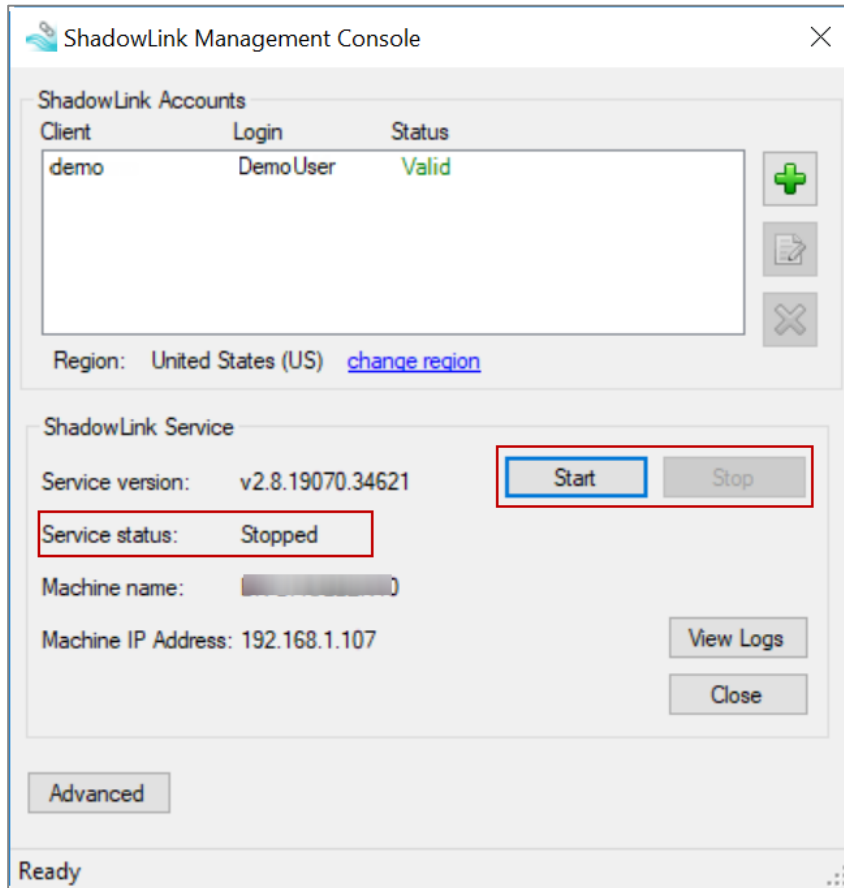 ShadowLink Management Console
ShadowLink Accounts
Client Login Status
demo DemoUser Valid
Region: United States (US) change region
ShadowLink Service
Service version: v2.8.19070.34621 Start Stop
Service status: Stopped
Machine name:
Machine IP Address: 192.168.1.107 View Logs
Close
Advanced
Ready